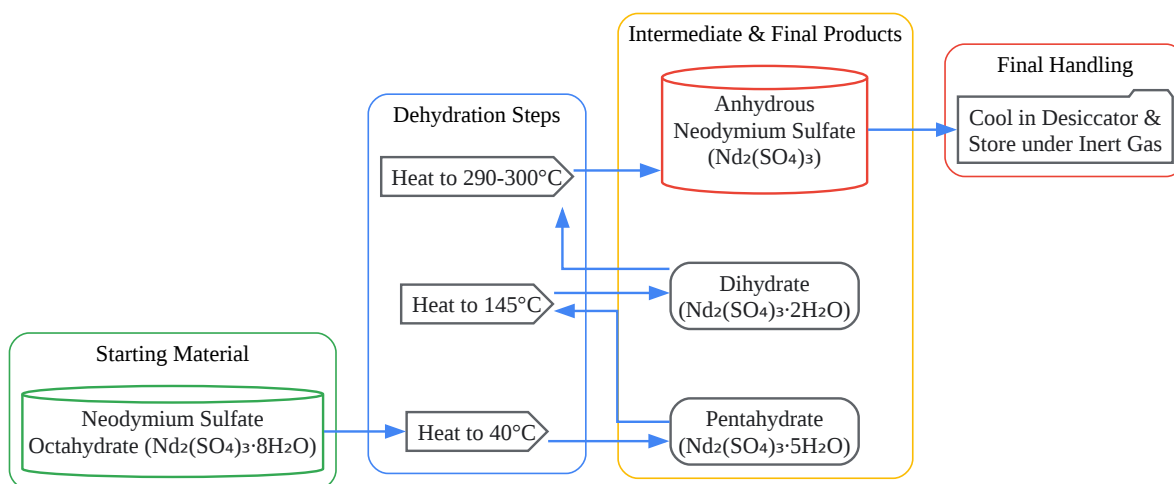 Starting Material
Neodymium Sulfate
Octahydrate (Nd₂(SO₄)₃·8H₂O)
Dehydration Steps
Heat to 290-300°C
Heat to 145°C
Heat to 40°C
Intermediate & Final Products
Anhydrous
Neodymium Sulfate
(Nd₂(SO₄)₃)
Dihydrate
(Nd₂(SO₄)₃·2H₂O)
Pentahydrate
(Nd₂(SO₄)₃·5H₂O)
Final Handling
Cool in Desiccator &
Store under Inert Gas